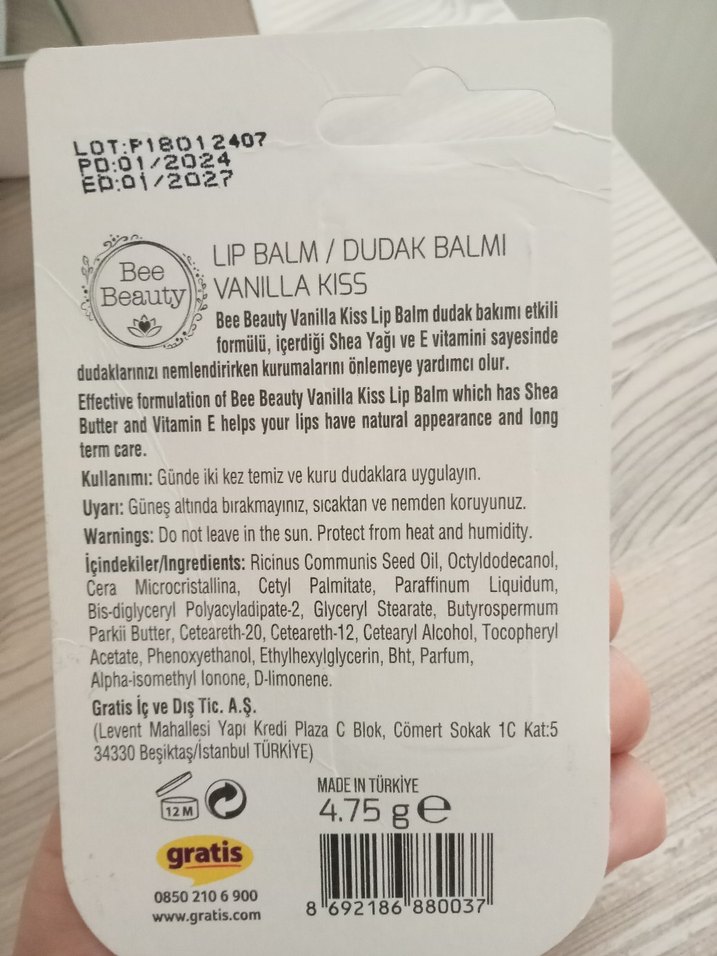 LOT:P18012407
PD:01/2024
ED:01/2027
Bee
Beauty
LIP BALM / DUDAK BALMI
VANILLA KISS
Bee Beauty Vanilla Kiss Lip Balm dudak bakımı etkili
formülü, içerdiği Shea Yağı ve E vitamini sayesinde
dudaklarınızı nemlendirirken kurumalarını önlemeye yardımcı olur.
Effective formulation of Bee Beauty Vanilla Kiss Lip Balm which has Shea
Butter and Vitamin E helps your lips have natural appearance and long
term care.
Kullanımı: Günde iki kez temiz ve kuru dudaklara uygulayın.
Uyarı: Güneş altında bırakmayınız, sıcaktan ve nemden koruyunuz.
Warnings: Do not leave in the sun. Protect from heat and humidity.
İçindekiler/Ingredients: Ricinus Communis Seed Oil, Octyldodecanol,
Cera Microcristallina, Cetyl Palmitate, Paraffinum Liquidum,
Bis-diglyceryl Polyacyladipate-2, Glyceryl Stearate, Butyrospermum
Parkii Butter, Ceteareth-20, Ceteareth-12, Cetearyl Alcohol, Tocopheryl
Acetate, Phenoxyethanol, Ethylhexylglycerin, Bht, Parfum,
Alpha-isomethyl Ionone, D-limonene.
Gratis İç ve Dış Tic. A.Ş.
(Levent Mahallesi Yapı Kredi Plaza C Blok, Cömert Sokak 1C Kat:5
34330 Beşiktaş/İstanbul TÜRKİYE)
12 M
MADE IN TÜRKİYE
4.75 g e
gratis
0850 210 6 900
www.gratis.com
8 692186 880037